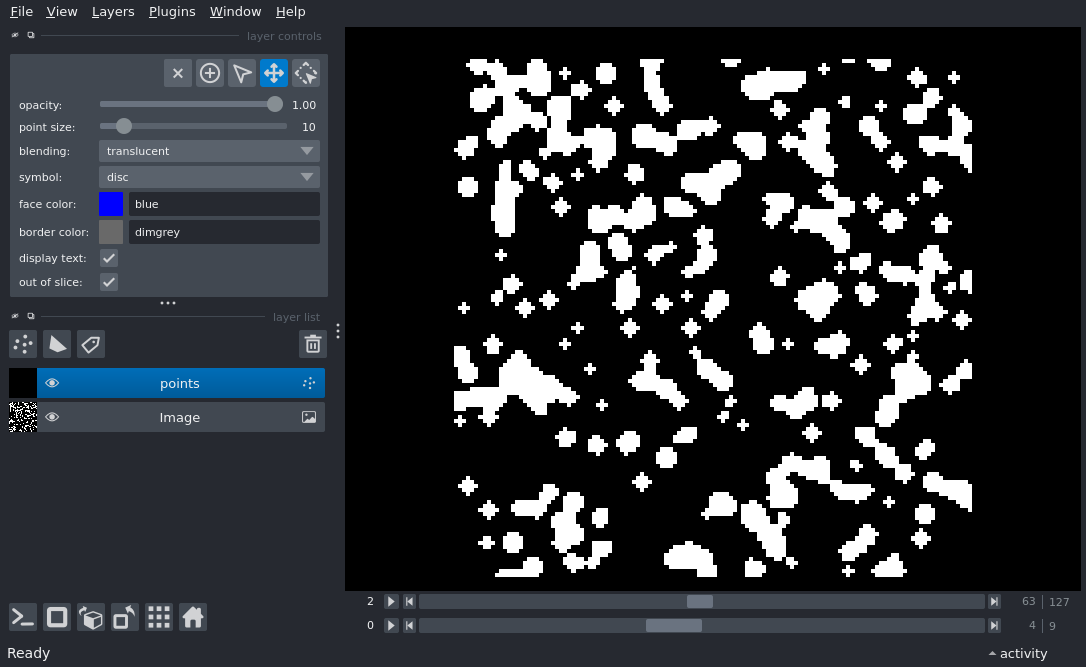 File View Layers Plugins Window Help
layer controls
opacity: 1.00
point size: 10
blending: translucent
symbol: disc
face color: blue
border color: dimgrey
display text:
out of slice:
layer list
points
Image
2 63 | 127
0 4 | 9
Ready activity